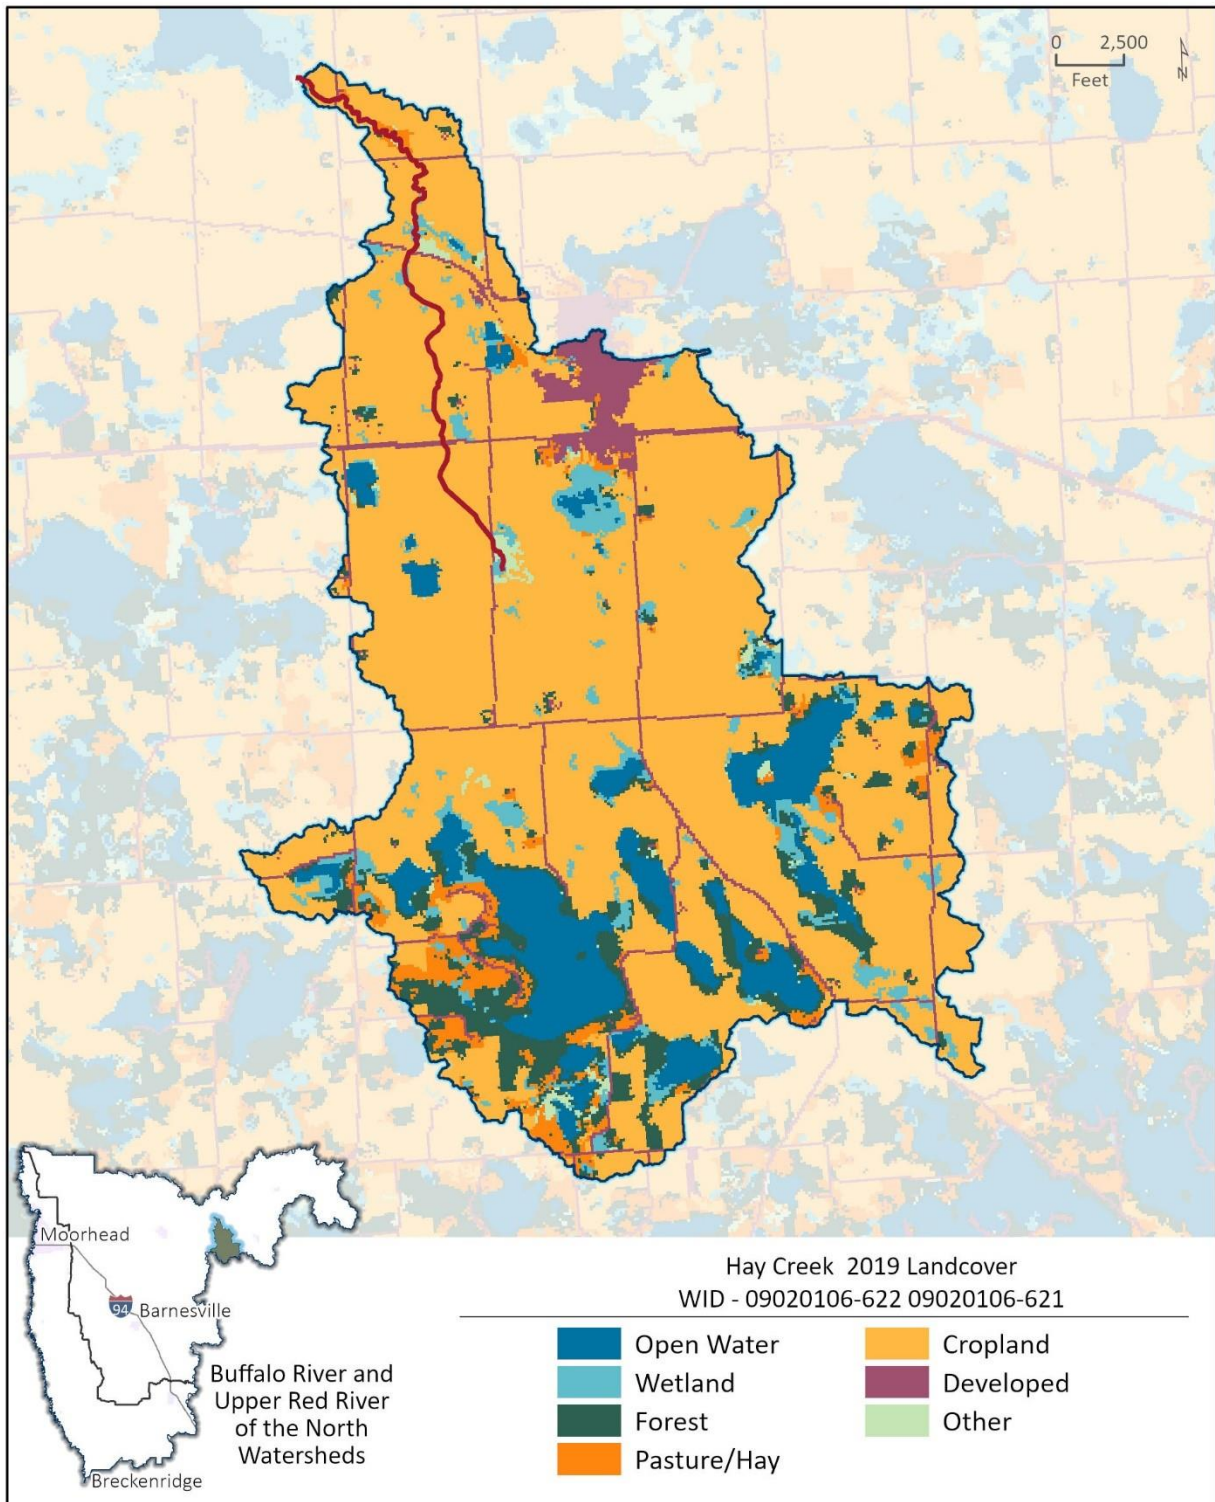 0 2,500
Feet
N
Moorhead
94
Barnesville
Buffalo River and
Upper Red River
of the North
Watersheds
Breckenridge
Hay Creek 2019 Landcover
WID - 09020106-622 09020106-621
Open Water
Wetland
Forest
Pasture/Hay
Cropland
Developed
Other